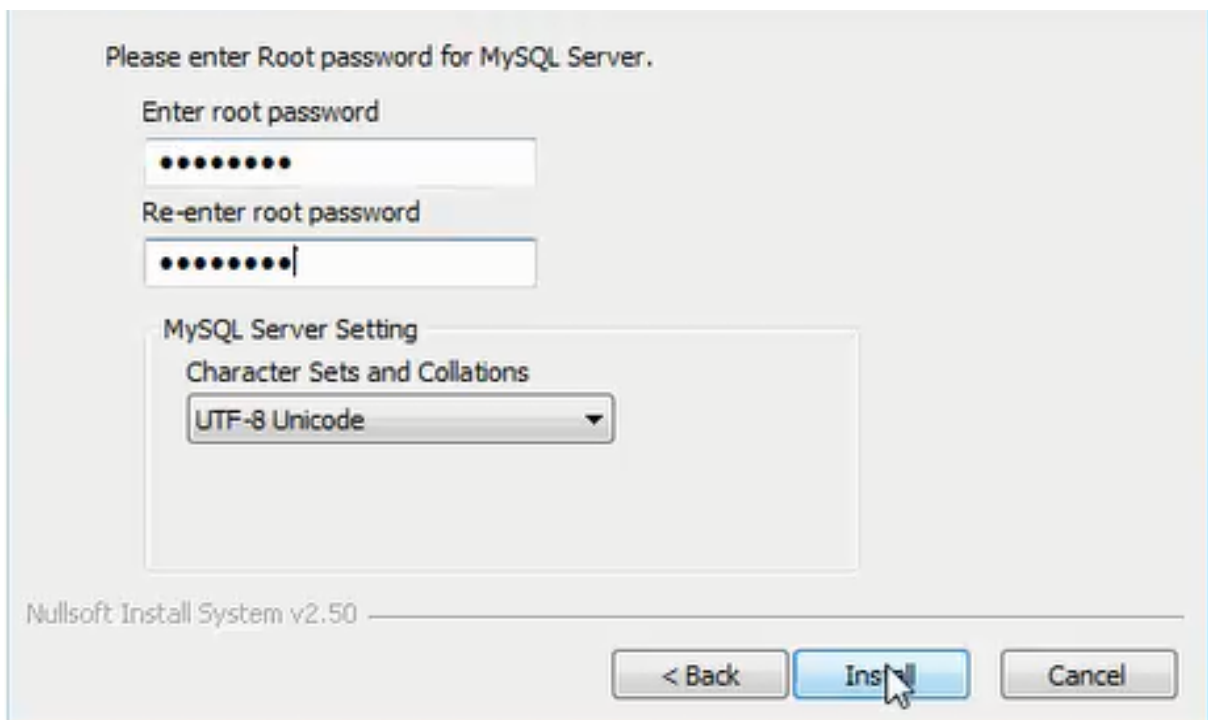 Please enter Root password for MySQL Server.
Enter root password
••••••••
Re-enter root password
••••••••
MySQL Server Setting
Character Sets and Collations
UTF-8 Unicode
Nullsoft Install System v2.50
< Back Install Cancel